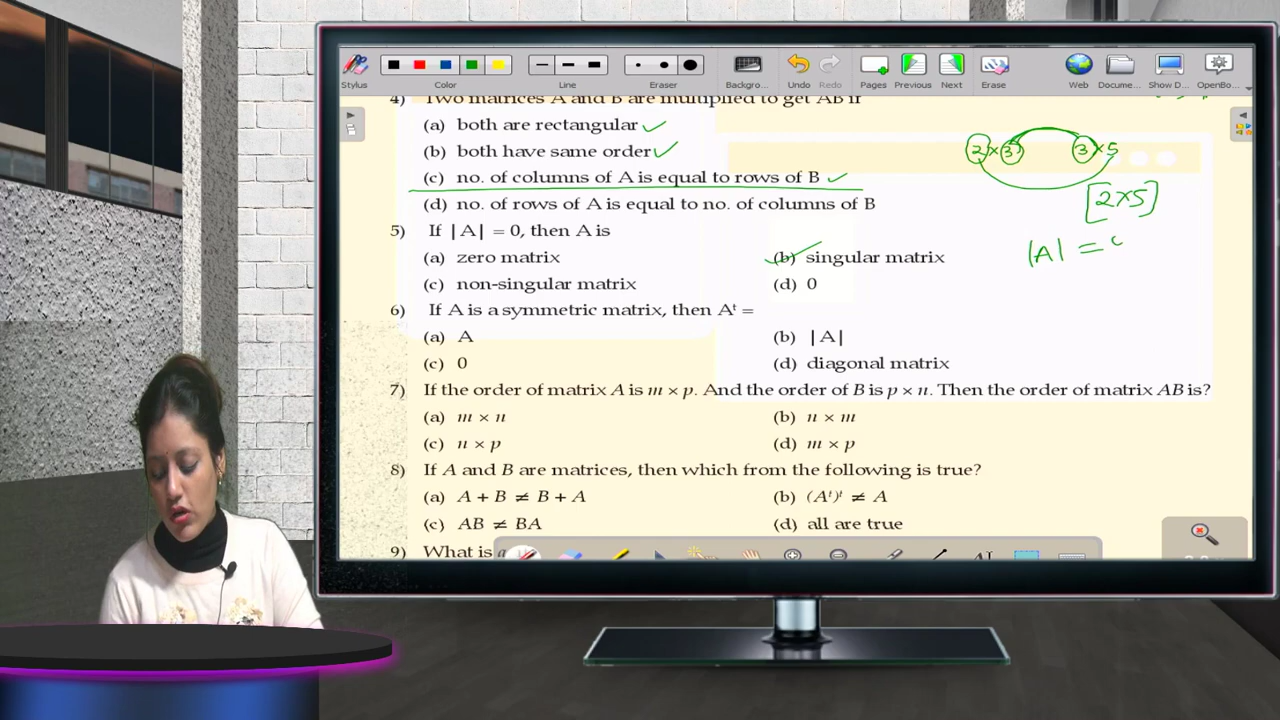 Stylus Color Line Eraser Backgro... Undo Redo Pages Previous Next Erase Web Docume... Show D... OpenBo...
4) Two matrices A and B are multiplied to get AB if
(a) both are rectangular ✓
(b) both have same order ✓
2×3 3×5
(c) no. of columns of A is equal to rows of B ✓
[2×5]
(d) no. of rows of A is equal to no. of columns of B
5) If |A| = 0, then A is
|A| =
(a) zero matrix (b) singular matrix
(c) non-singular matrix (d) 0
6) If A is a symmetric matrix, then Aᵗ =
(a) A (b) |A|
(c) 0 (d) diagonal matrix
7) If the order of matrix A is m × p. And the order of B is p × n. Then the order of matrix AB is?
(a) m × n (b) n × m
(c) n × p (d) m × p
8) If A and B are matrices, then which from the following is true?
(a) A + B ≠ B + A (b) (Aᵗ)ᵗ ≠ A
(c) AB ≠ BA (d) all are true
9) What is